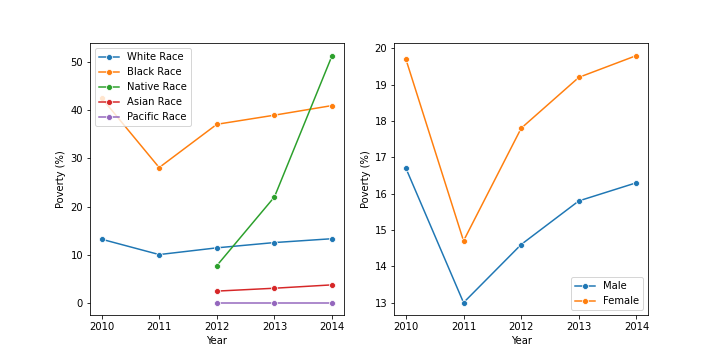 White Race
Black Race
Native Race
Asian Race
Pacific Race
50
40
30
20
10
0
Poverty (%)
2010 2011 2012 2013 2014
Year
20
19
18
17
16
15
14
13
Poverty (%)
Male
Female
2010 2011 2012 2013 2014
Year